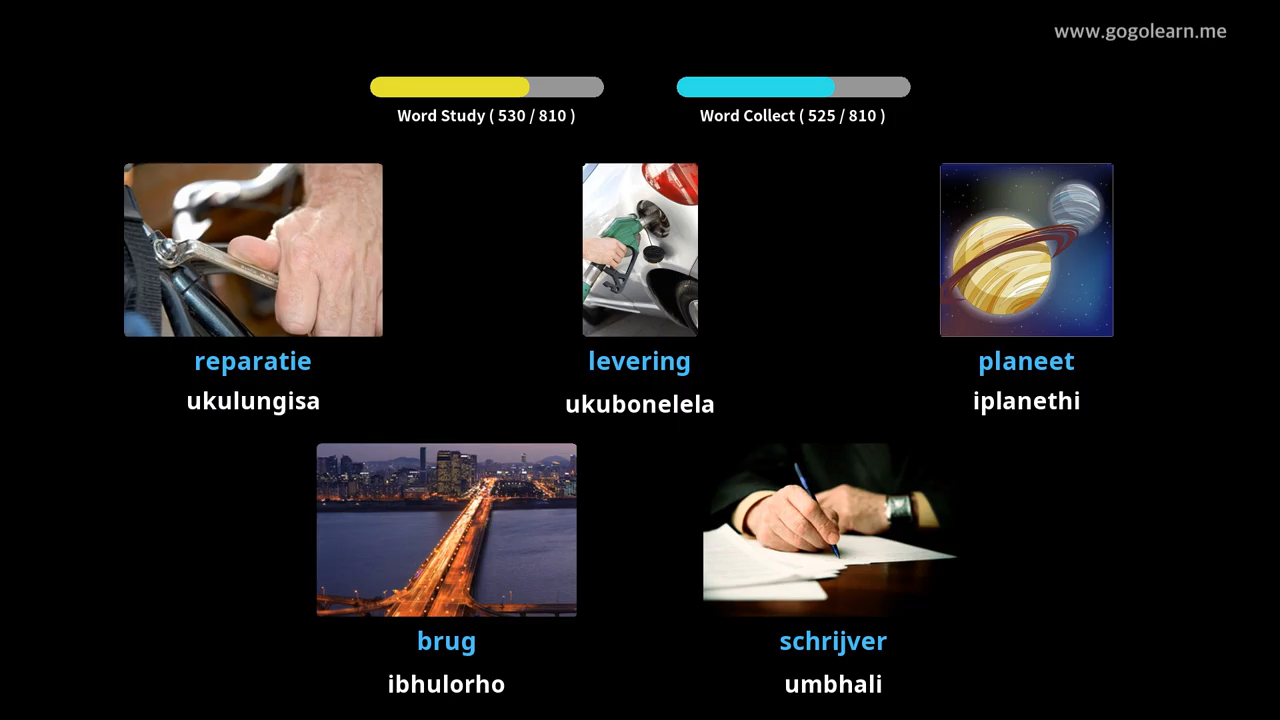 www.gogolearn.me
Word Study ( 530 / 810 )
Word Collect ( 525 / 810 )
reparatie
ukulungisa
levering
ukubonelela
planeet
iplanethi
brug
ibhulorho
schrijver
umbhali